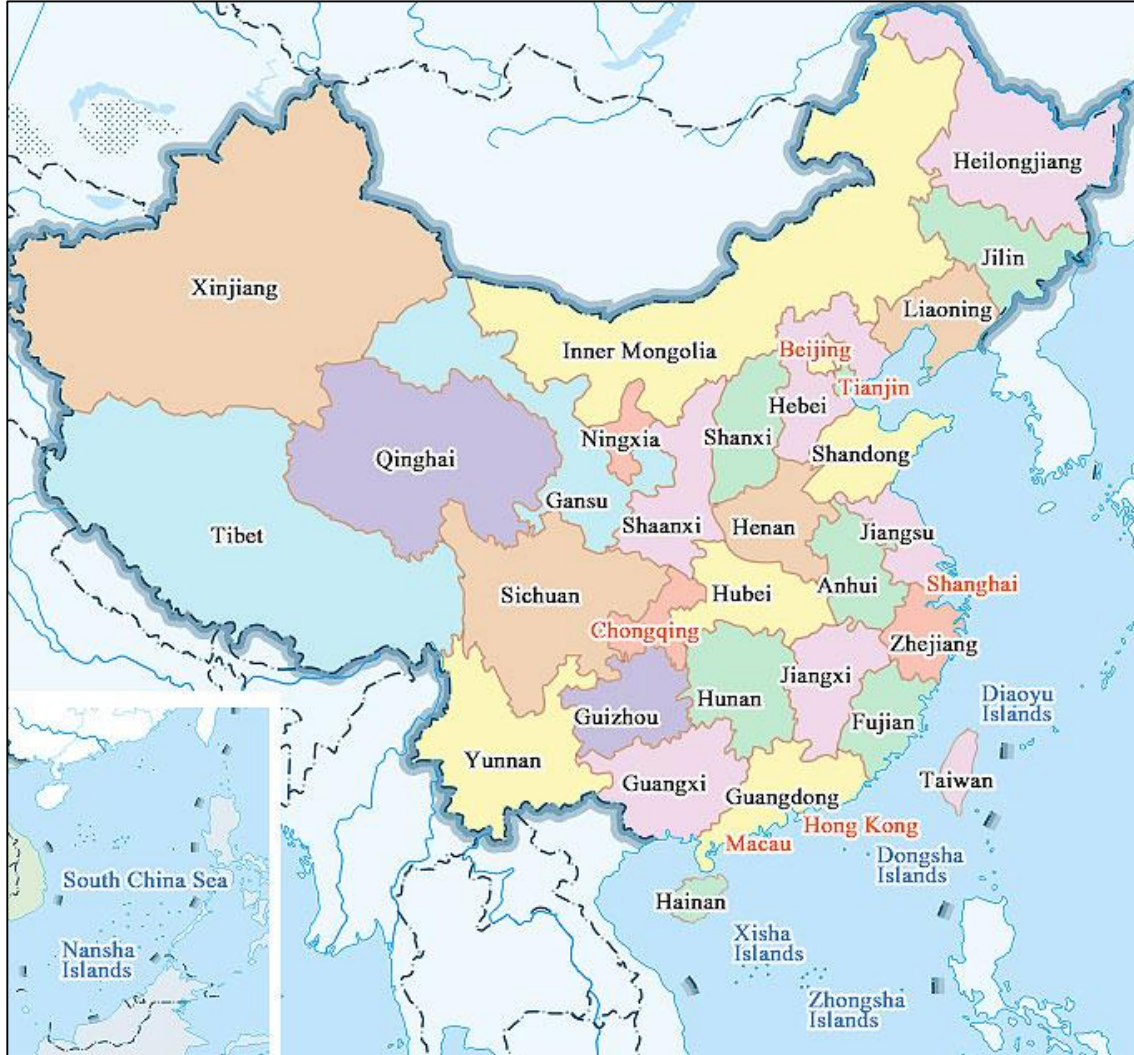 Heilongjiang
Jilin
Xinjiang
Liaoning
Inner Mongolia
Beijing
Tianjin
Hebei
Ningxia
Shanxi
Qinghai
Shandong
Gansu
Tibet
Shaanxi
Henan
Jiangsu
Sichuan
Hubei
Anhui
Shanghai
Chongqing
Zhejiang
Jiangxi
Hunan
Diaoyu
Islands
Guizhou
Fujian
Yunnan
Guangxi
Guangdong
Taiwan
Hong Kong
Macau
Dongsha
Islands
South China Sea
Hainan
Xisha
Islands
Nansha
Islands
Zhongsha
Islands